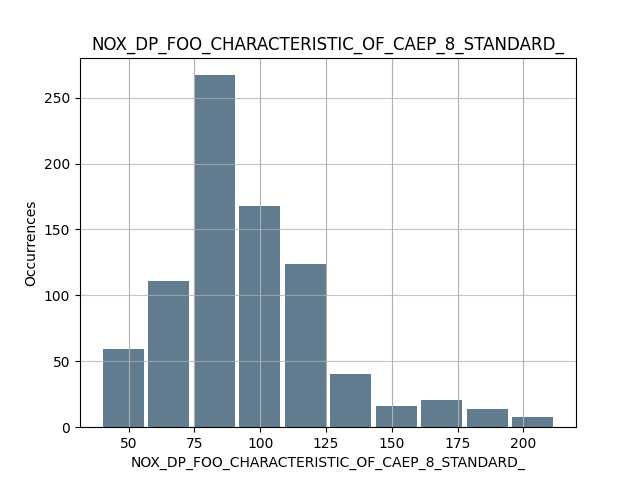 NOX_DP_FOO_CHARACTERISTIC_OF_CAEP_8_STANDARD_
250
200
150
100
50
0
Occurrences
50 75 100 125 150 175 200
NOX_DP_FOO_CHARACTERISTIC_OF_CAEP_8_STANDARD_